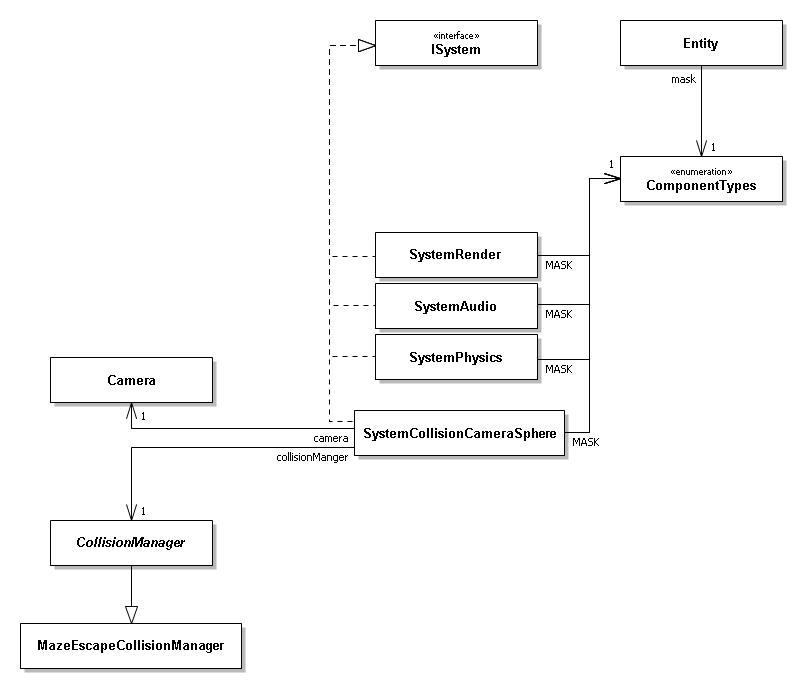 «interface»
ISystem
Entity
mask
1
1
«enumeration»
ComponentTypes
SystemRender
MASK
SystemAudio
MASK
SystemPhysics
MASK
Camera
1
camera
SystemCollisionCameraSphere
MASK
collisionManger
1
CollisionManager
MazeEscapeCollisionManager